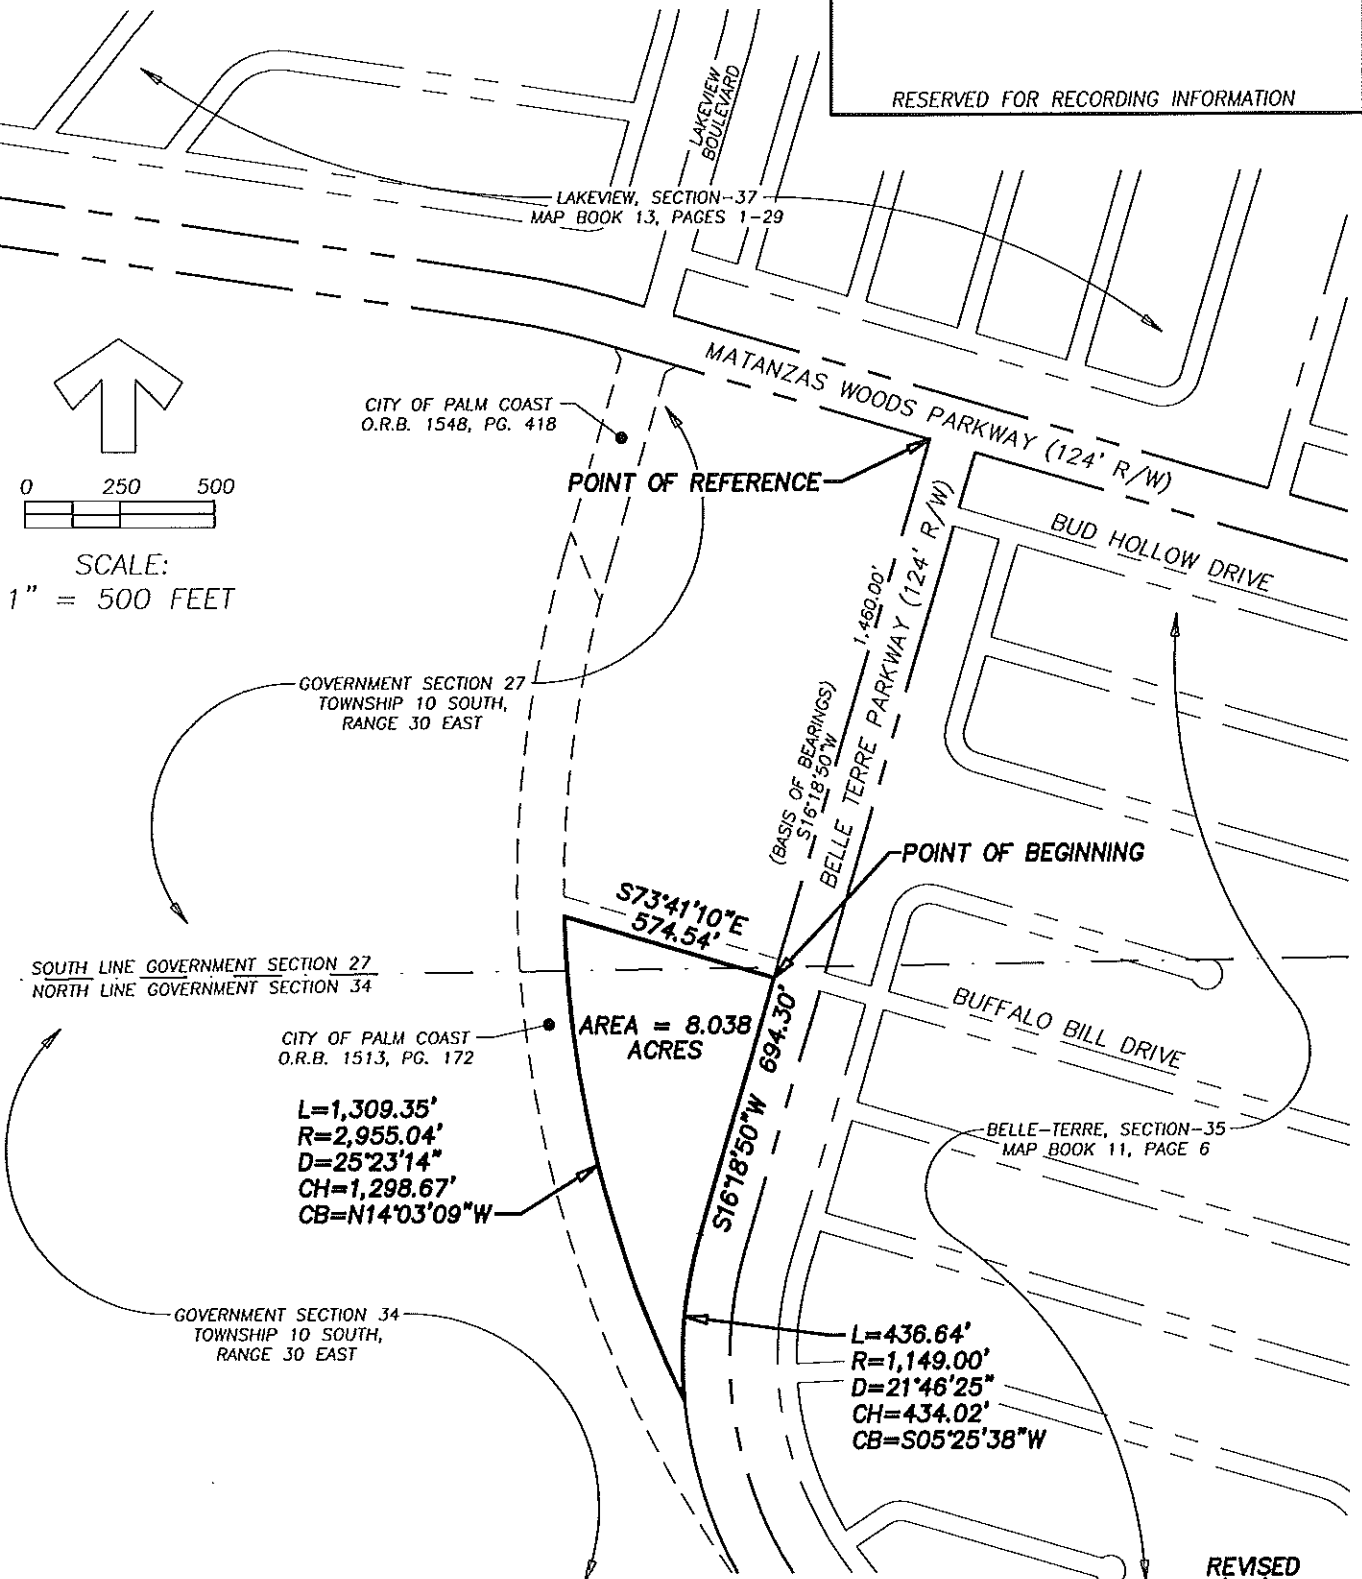 RESERVED FOR RECORDING INFORMATION
LAKEVIEW
BOULEVARD
LAKEVIEW, SECTION-37
MAP BOOK 13, PAGES 1-29
MATANZAS WOODS PARKWAY (124' R/W)
CITY OF PALM COAST
O.R.B. 1548, PG. 418
POINT OF REFERENCE
0 250 500
SCALE:
1" = 500 FEET
BUD HOLLOW DRIVE
1,460.00'
(BASIS OF BEARINGS)
S16°18'50"W
BELLE TERRE PARKWAY (124' R/W)
GOVERNMENT SECTION 27
TOWNSHIP 10 SOUTH,
RANGE 30 EAST
POINT OF BEGINNING
S73°41'10"E
574.54'
SOUTH LINE GOVERNMENT SECTION 27
NORTH LINE GOVERNMENT SECTION 34
CITY OF PALM COAST
O.R.B. 1513, PG. 172
AREA = 8.038
ACRES
S16°18'50"W 694.30'
BUFFALO BILL DRIVE
L=1,309.35'
R=2,955.04'
D=25°23'14"
CH=1,298.67'
CB=N14°03'09"W
BELLE-TERRE, SECTION-35
MAP BOOK 11, PAGE 6
GOVERNMENT SECTION 34
TOWNSHIP 10 SOUTH,
RANGE 30 EAST
L=436.64'
R=1,149.00'
D=21°46'25"
CH=434.02'
CB=S05°25'38"W
REVISED